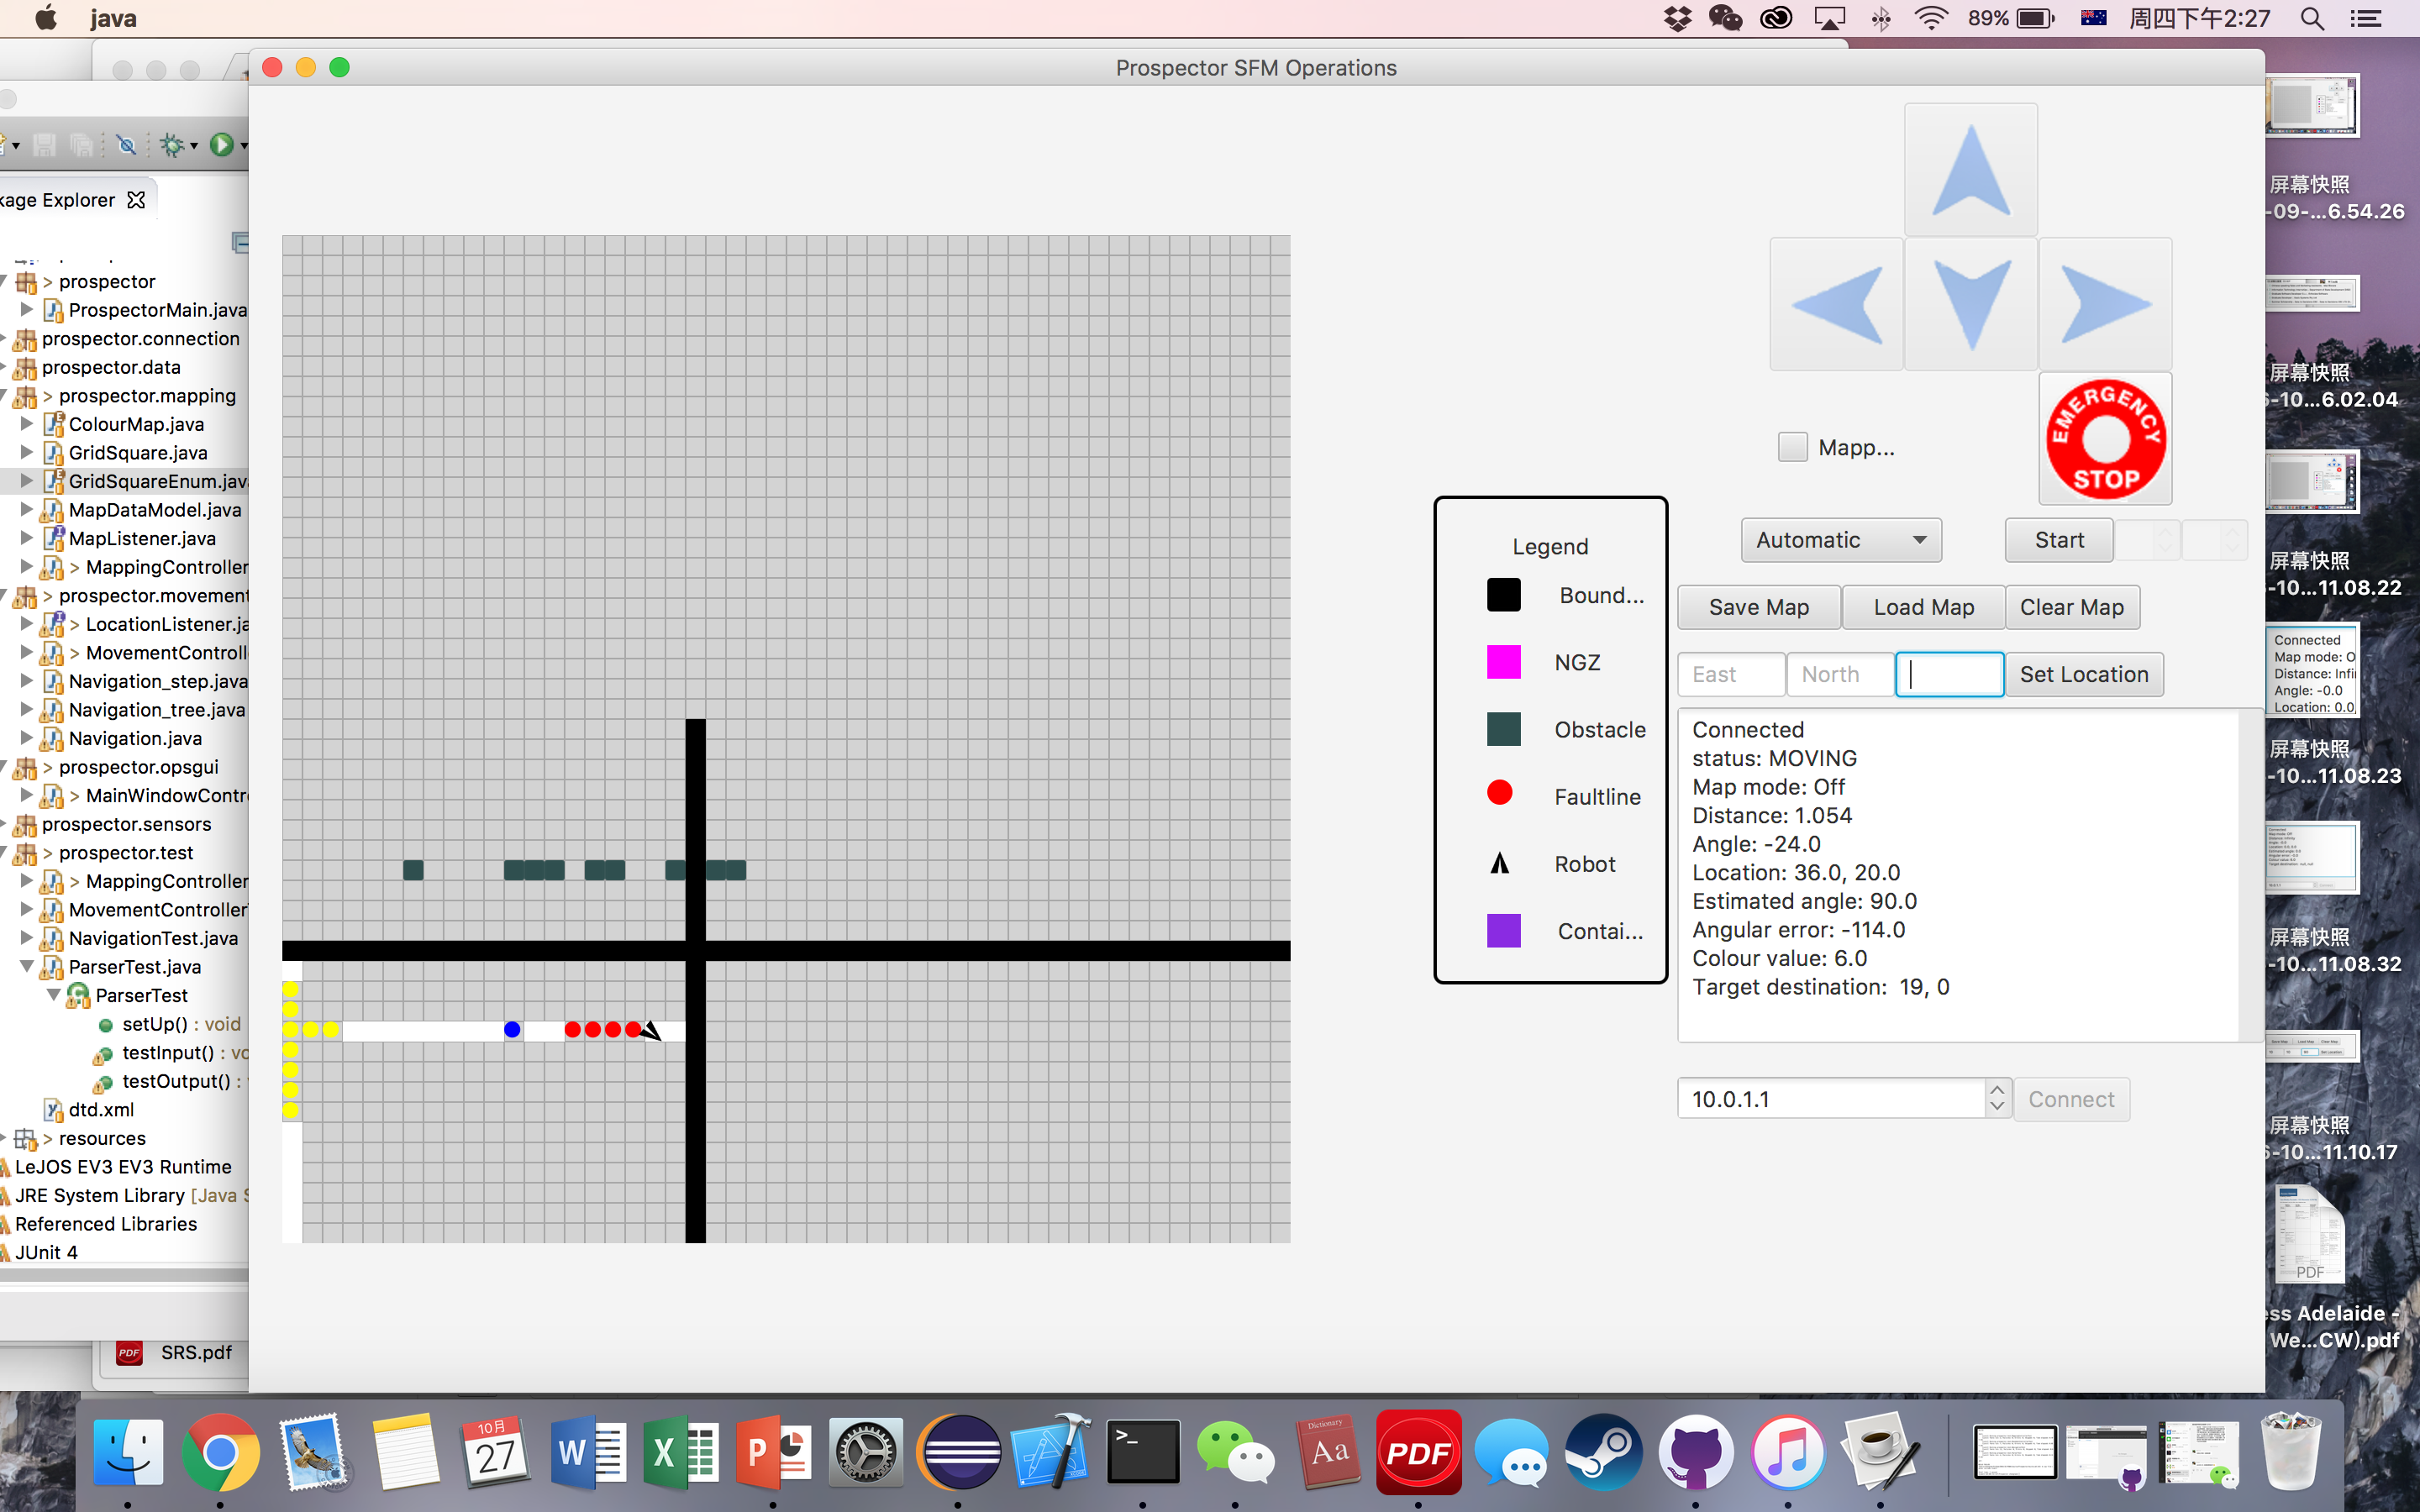 java
89%
周四下午2:27
Prospector SFM Operations
kage Explorer
> prospector
ProspectorMain.java
prospector.connection
prospector.data
> prospector.mapping
ColourMap.java
GridSquare.java
GridSquareEnum.jav
MapDataModel.java
MapListener.java
> MappingController
> prospector.movement
> LocationListener.ja
> MovementControll
Navigation_step.java
Navigation_tree.java
Navigation.java
> prospector.opsgui
> MainWindowContr
prospector.sensors
> prospector.test
> MappingController
MovementController
NavigationTest.java
ParserTest.java
ParserTest
setUp() : void
testInput() : vo
testOutput() :
dtd.xml
> resources
LeJOS EV3 EV3 Runtime
JRE System Library [Java S
Referenced Libraries
JUnit 4
SRS.pdf
Legend
Bound...
NGZ
Obstacle
Faultline
Robot
Contai...
EMERGENCY
STOP
Mapp...
Automatic
Start
Save Map
Load Map
Clear Map
East
North
Set Location
Connected
status: MOVING
Map mode: Off
Distance: 1.054
Angle: -24.0
Location: 36.0, 20.0
Estimated angle: 90.0
Angular error: -114.0
Colour value: 6.0
Target destination:  19, 0
10.0.1.1
Connect
屏幕快照
-09-...6.54.26
屏幕快照
6-10...6.02.04
屏幕快照
-10...11.08.22
Connected
Map mode: O
Distance: Infi
Angle: -0.0
Location: 0.0,
屏幕快照
-10...11.08.23
屏幕快照
-10...11.08.32
屏幕快照
6-10...11.10.17
PDF
ess Adelaide -
We...CW).pdf
10月
27
W
X
P
>_
Dictionary
Aa
PDF